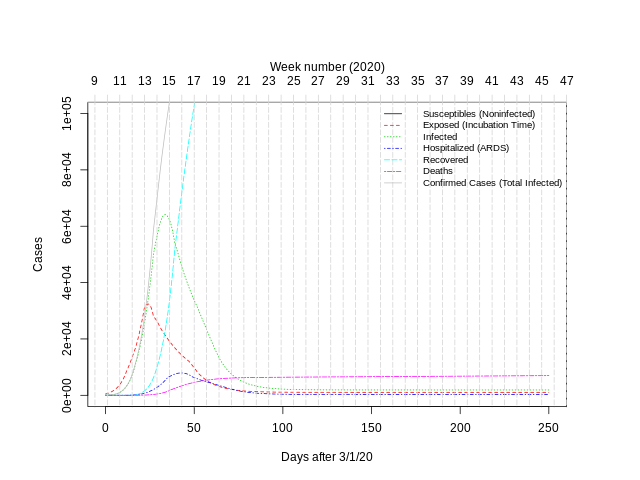 Week number (2020)
9 11 13 15 17 19 21 23 25 27 29 31 33 35 37 39 41 43 45 47
Susceptibles (Noninfected)
Exposed (Incubation Time)
Infected
Hospitalized (ARDS)
Recovered
Deaths
Confirmed Cases (Total Infected)
1e+05
8e+04
6e+04
4e+04
2e+04
0e+00
Cases
0 50 100 150 200 250
Days after 3/1/20